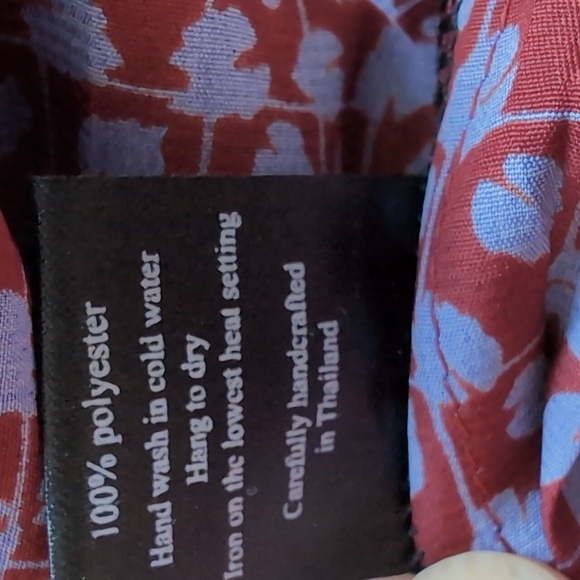 100% polyester
Hand wash in cold water
Hang to dry
Iron on the lowest heat setting
Carefully handcrafted
in Thailand